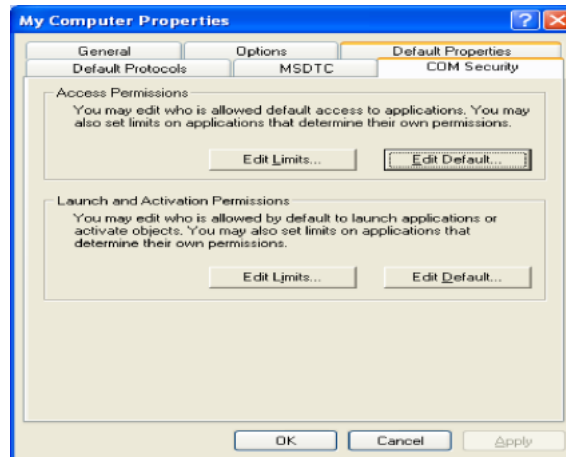 My Computer Properties
General Options Default Properties
Default Protocols MSDTC COM Security
Access Permissions
You may edit who is allowed default access to applications. You may
also set limits on applications that determine their own permissions.
Edit Limits... Edit Default...
Launch and Activation Permissions
You may edit who is allowed by default to launch applications or
activate objects. You may also set limits on applications that
determine their own permissions.
Edit Limits... Edit Default...
OK Cancel Apply